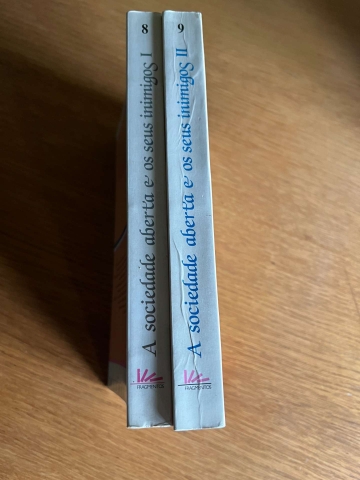 8
A sociedade aberta e os seus inimigos I
FRAGMENTOS
9
A sociedade aberta e os seus inimigos II
FRAGMENTOS